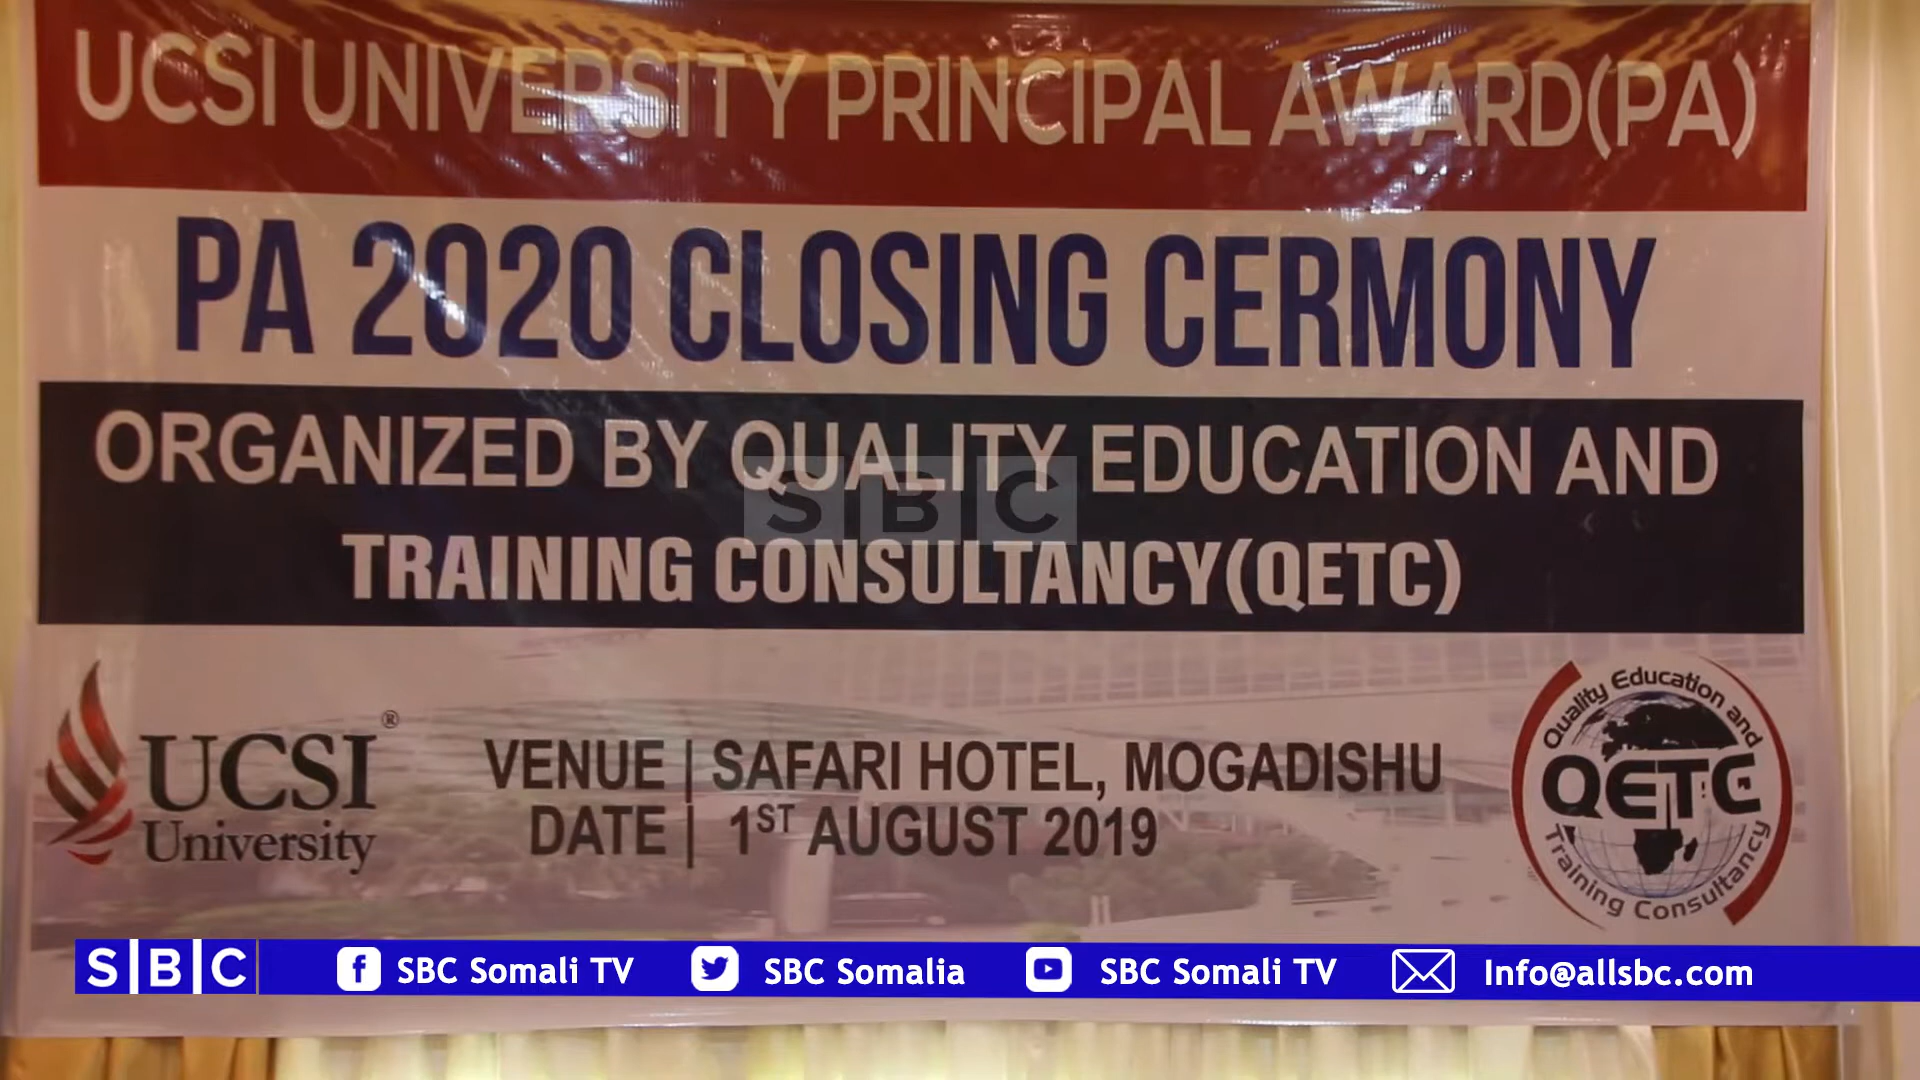 UCSI UNIVERSITY PRINCIPAL AWARD(PA)
PA 2020 CLOSING CERMONY
ORGANIZED BY QUALITY EDUCATION AND
TRAINING CONSULTANCY(QETC)
SBC
UCSI®
University
VENUE | SAFARI HOTEL, MOGADISHU
DATE | 1ST AUGUST 2019
Quality Education and
QETC
Training Consultancy
SBC SBC Somali TV SBC Somalia SBC Somali TV Info@allsbc.com